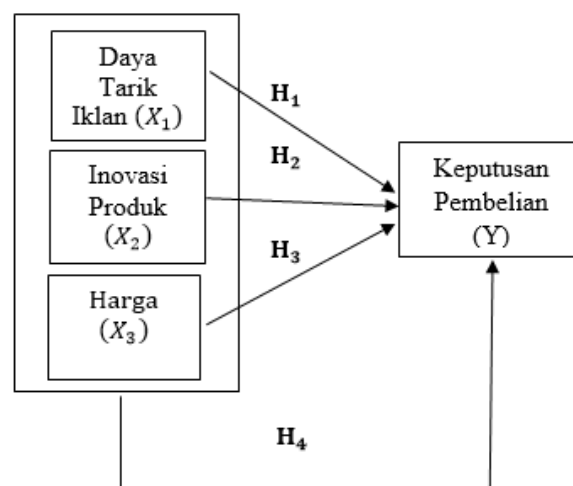 Daya
Tarik
Iklan (X₁)
H₁
H₂
Inovasi
Produk
(X₂)
Keputusan
Pembelian
(Y)
H₃
Harga
(X₃)
H₄